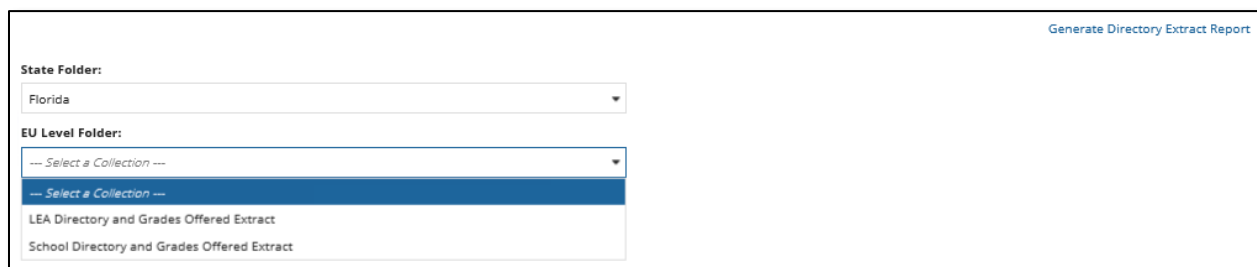 Generate Directory Extract Report
State Folder:
Florida
EU Level Folder:
--- Select a Collection ---
--- Select a Collection ---
LEA Directory and Grades Offered Extract
School Directory and Grades Offered Extract